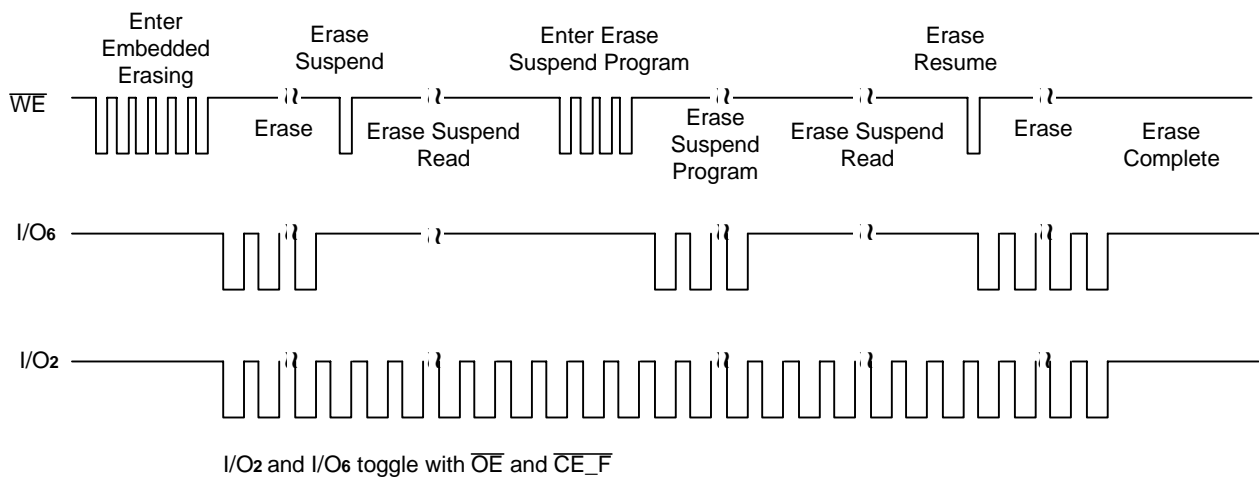 Enter
Embedded
Erasing
Erase
Suspend
Enter Erase
Suspend Program
Erase
Resume
WE
Erase
Erase Suspend
Read
Erase
Suspend
Program
Erase Suspend
Read
Erase
Erase
Complete
I/O6
I/O2
I/O2 and I/O6 toggle with OE and CE_F